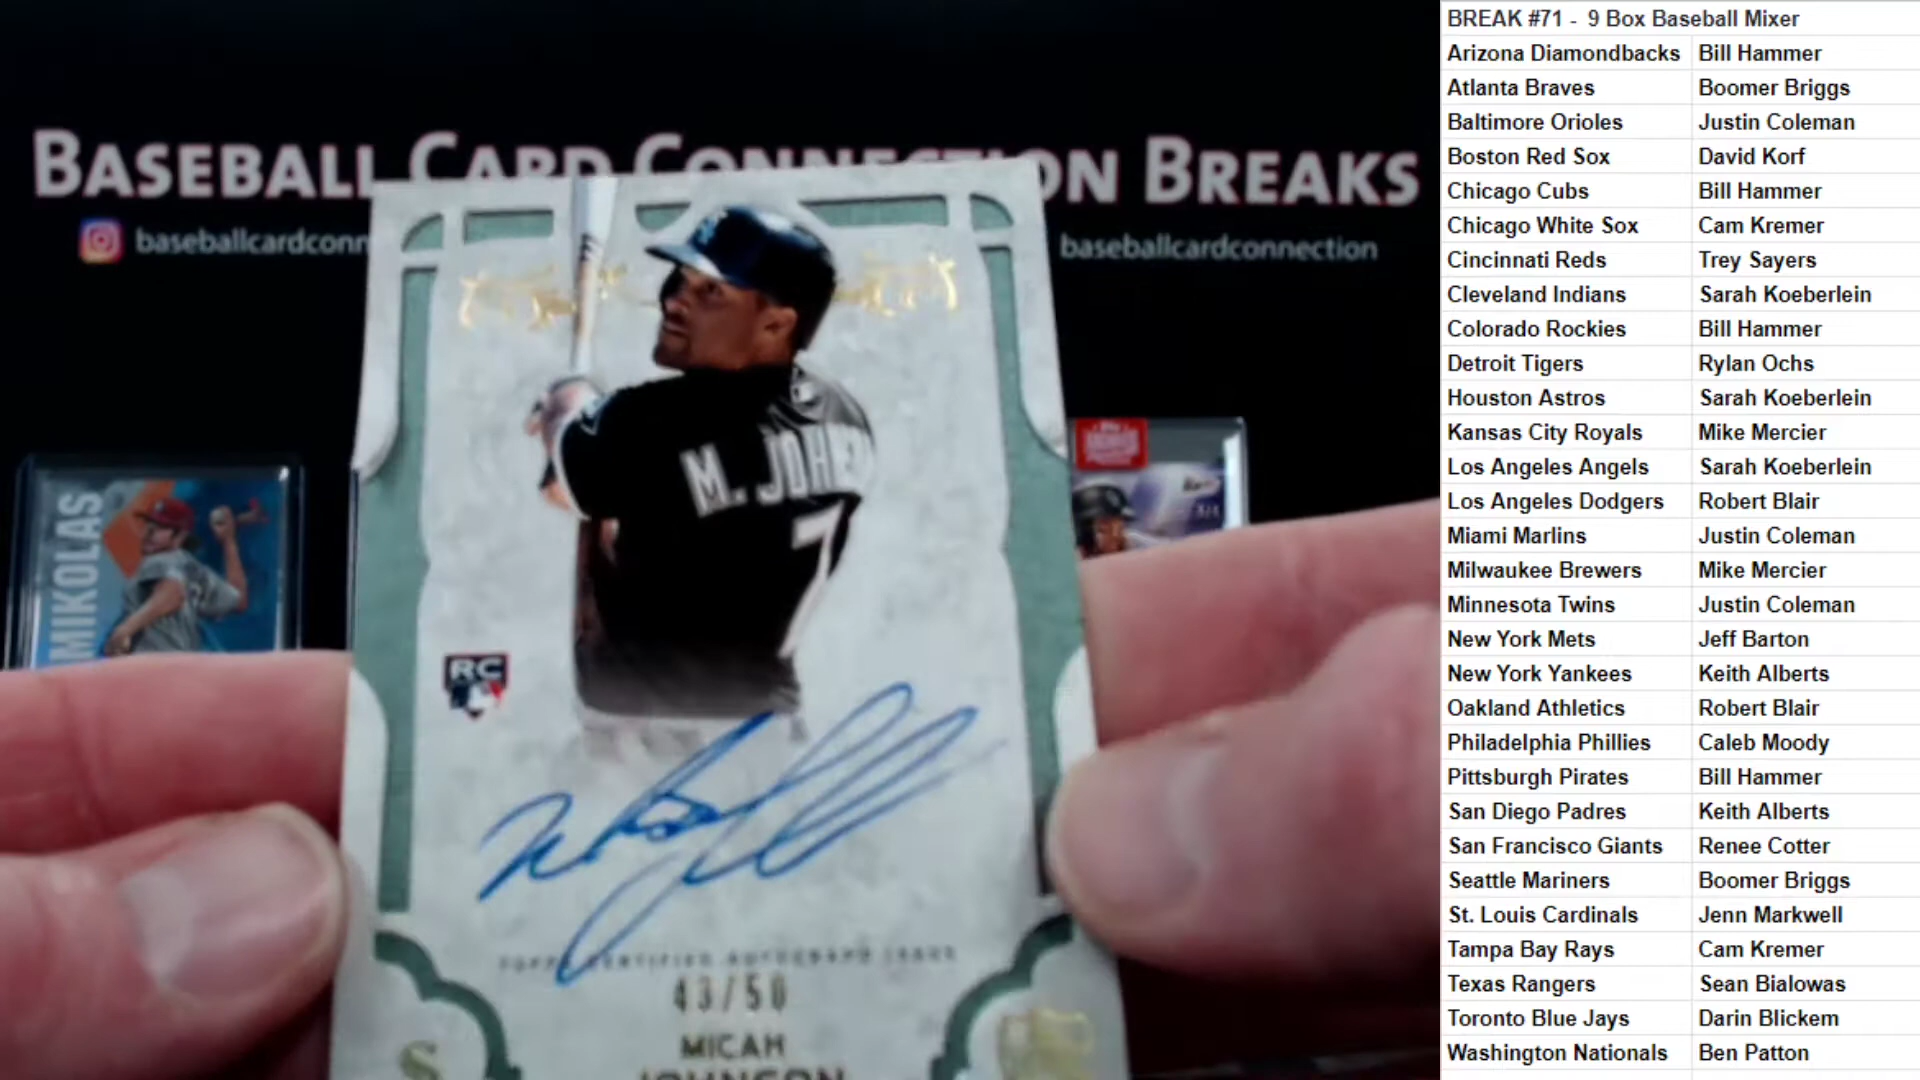 BREAK #71 - 9 Box Baseball Mixer
Arizona Diamondbacks Bill Hammer
Atlanta Braves Boomer Briggs
Baltimore Orioles Justin Coleman
Boston Red Sox David Korf
Chicago Cubs Bill Hammer
Chicago White Sox Cam Kremer
Cincinnati Reds Trey Sayers
Cleveland Indians Sarah Koeberlein
Colorado Rockies Bill Hammer
Detroit Tigers Rylan Ochs
Houston Astros Sarah Koeberlein
Kansas City Royals Mike Mercier
Los Angeles Angels Sarah Koeberlein
Los Angeles Dodgers Robert Blair
Miami Marlins Justin Coleman
Milwaukee Brewers Mike Mercier
Minnesota Twins Justin Coleman
New York Mets Jeff Barton
New York Yankees Keith Alberts
Oakland Athletics Robert Blair
Philadelphia Phillies Caleb Moody
Pittsburgh Pirates Bill Hammer
San Diego Padres Keith Alberts
San Francisco Giants Renee Cotter
Seattle Mariners Boomer Briggs
St. Louis Cardinals Jenn Markwell
Tampa Bay Rays Cam Kremer
Texas Rangers Sean Bialowas
Toronto Blue Jays Darin Blickem
Washington Nationals Ben Patton
BASEBALL CARD CONNECTION BREAKS
baseballcardconn
baseballcardconnection
M. JOHN
7
MIKOLAS
RC
TOPPS CERTIFIED AUTOGRAPH ISSUE
43/50
MICAH
JOHNSON